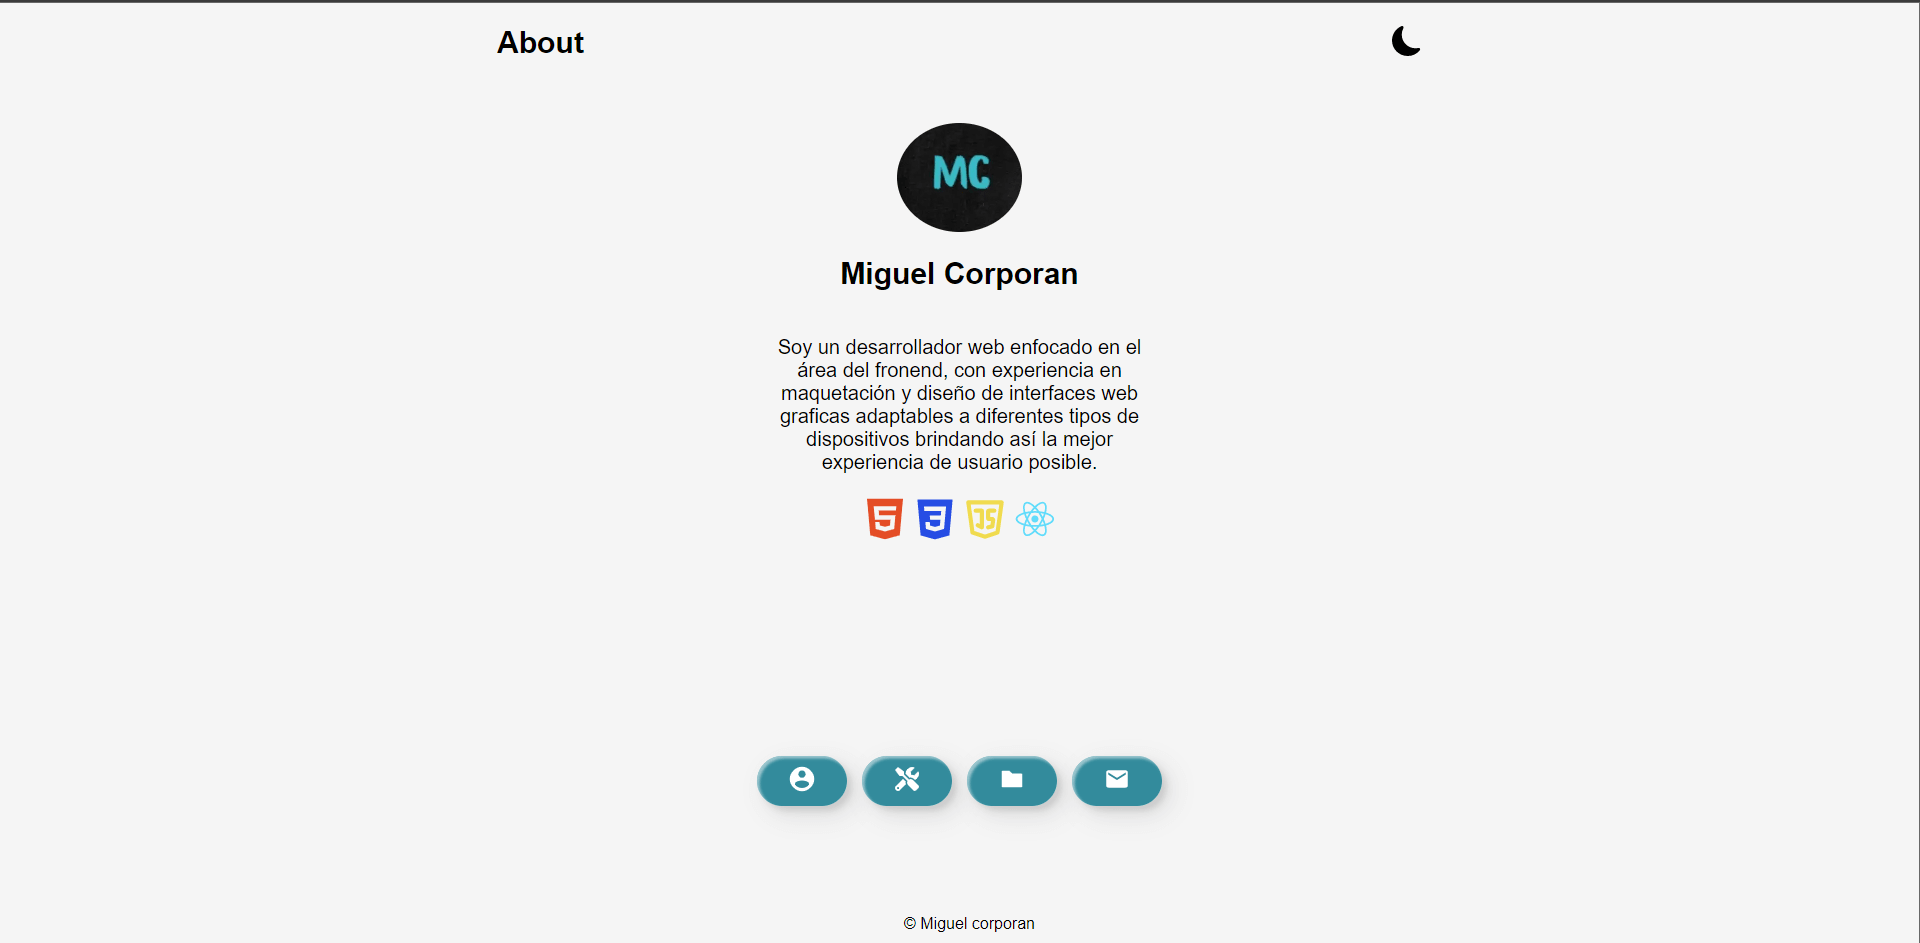 About
MC
Miguel Corporan
Soy un desarrollador web enfocado en el
área del fronend, con experiencia en
maquetación y diseño de interfaces web
graficas adaptables a diferentes tipos de
dispositivos brindando así la mejor
experiencia de usuario posible.
5 3 JS
© Miguel corporan